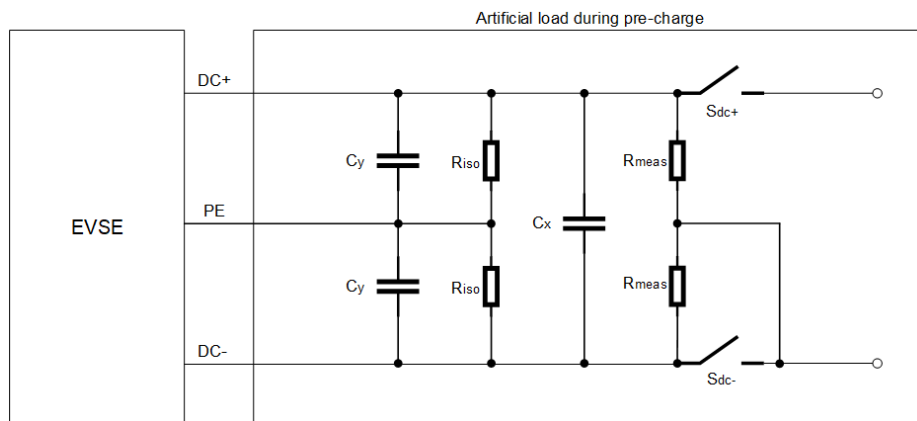 Artificial load during pre-charge
DC+
Sdc+
Cy
Riso
Rmeas
PE
EVSE
Cx
Cy
Riso
Rmeas
DC-
Sdc-